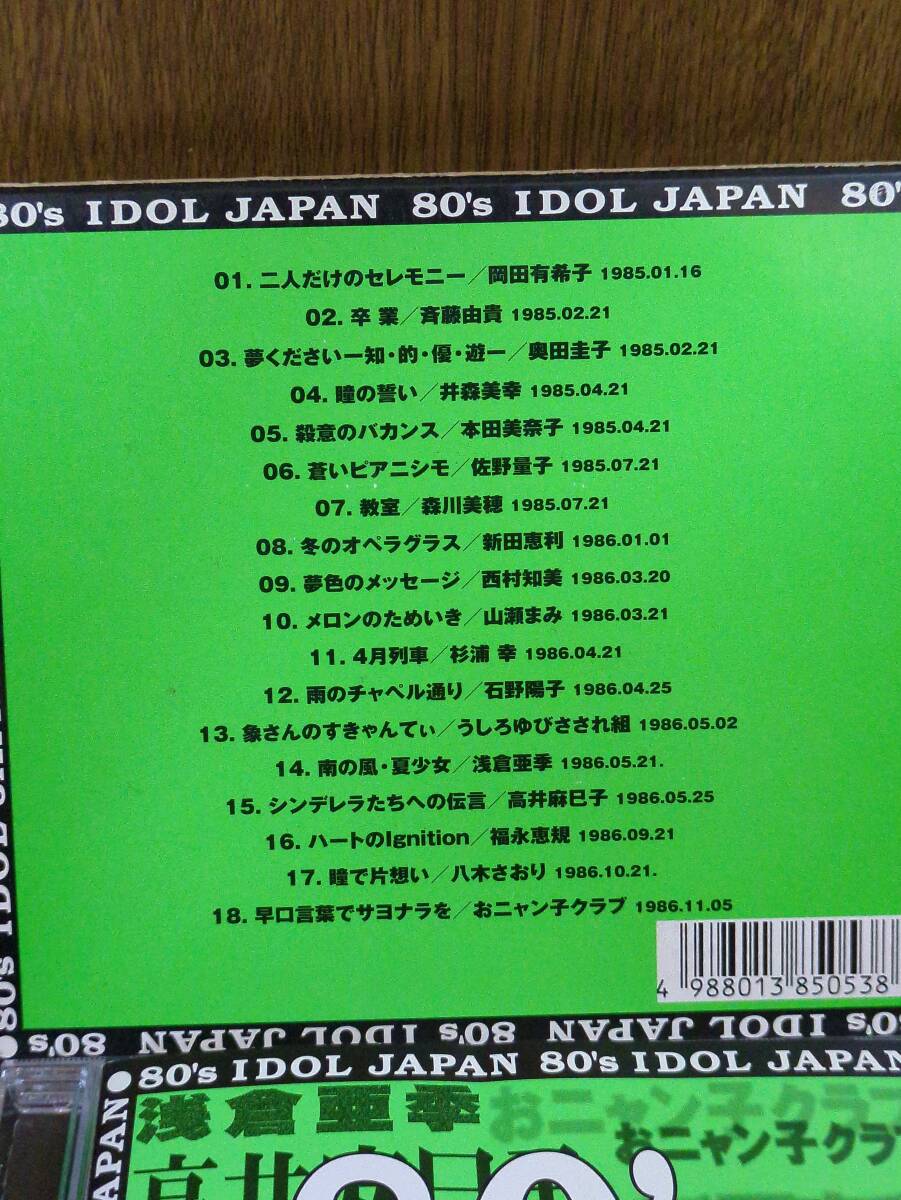 80's IDOL JAPAN 80's IDOL JAPAN 80'
01. 二人だけのセレモニー／岡田有希子 1985.01.16
02. 卒 業／斉藤由貴 1985.02.21
03. 夢ください―知・的・優・遊―／奥田圭子 1985.02.21
04. 瞳の誓い／井森美幸 1985.04.21
05. 殺意のバカンス／本田美奈子 1985.04.21
06. 蒼いピアニシモ／佐野量子 1985.07.21
07. 教室／森川美穂 1985.07.21
08. 冬のオペラグラス／新田恵利 1986.01.01
09. 夢色のメッセージ／西村知美 1986.03.20
10. メロンのためいき／山瀬まみ 1986.03.21
11. 4月列車／杉浦 幸 1986.04.21
12. 雨のチャペル通り／石野陽子 1986.04.25
13. 象さんのすきゃんてぃ／うしろゆびさされ組 1986.05.02
14. 南の風・夏少女／浅倉亜季 1986.05.21.
15. シンデレラたちへの伝言／高井麻巳子 1986.05.25
16. ハートのIgnition／福永恵規 1986.09.21
17. 瞳で片想い／八木さおり 1986.10.21.
18. 早口言葉でサヨナラを／おニャン子クラブ 1986.11.05
4 988013 850538
80's IDOL
80's IDOL JAPAN 80's IDOL JAPAN 80's
●80's IDOL JAPAN 80's IDOL JAPAN
JAPAN●
浅倉亜季 おニャン子クラブ
おニャン子クラブ
高井
80'